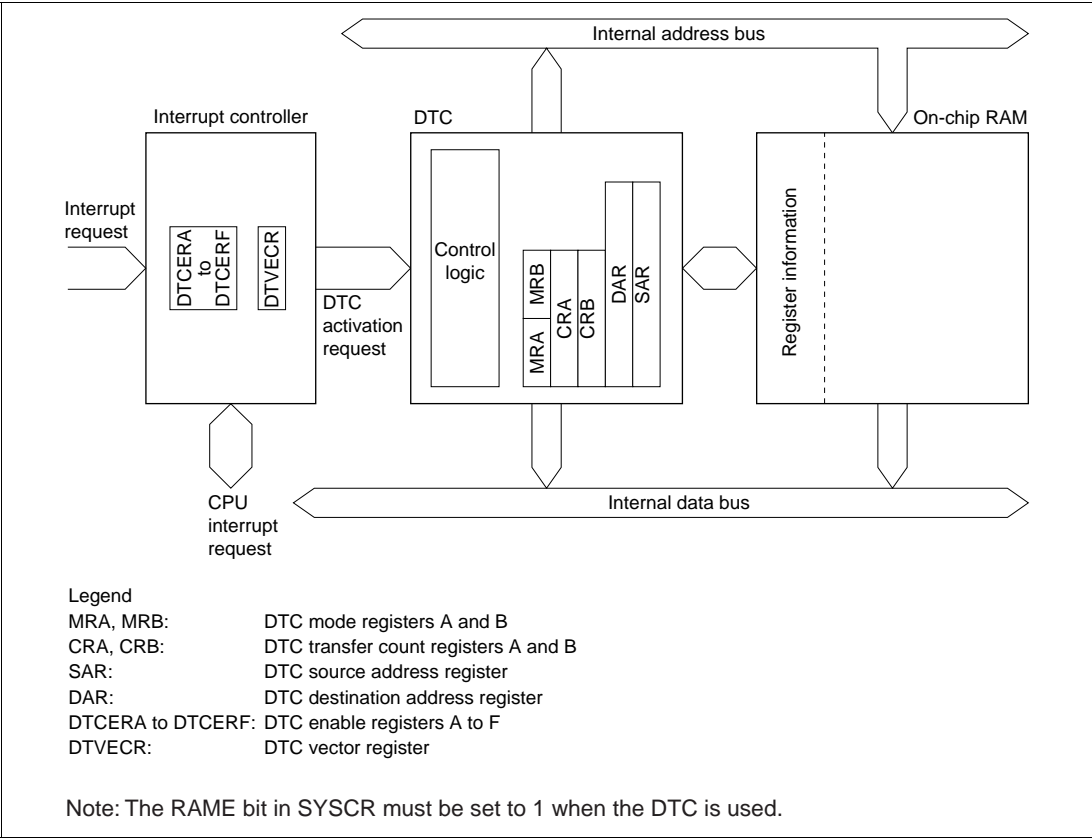 Internal address bus
Interrupt controller
DTC
On-chip RAM
Interrupt
request
DTCERA
to
DTCERF
DTVECR
DTC
activation
request
Control
logic
MRA
MRB
CRA
CRB
DAR
SAR
Register information
CPU
interrupt
request
Internal data bus
Legend
MRA, MRB: DTC mode registers A and B
CRA, CRB: DTC transfer count registers A and B
SAR: DTC source address register
DAR: DTC destination address register
DTCERA to DTCERF: DTC enable registers A to F
DTVECR: DTC vector register
Note: The RAME bit in SYSCR must be set to 1 when the DTC is used.